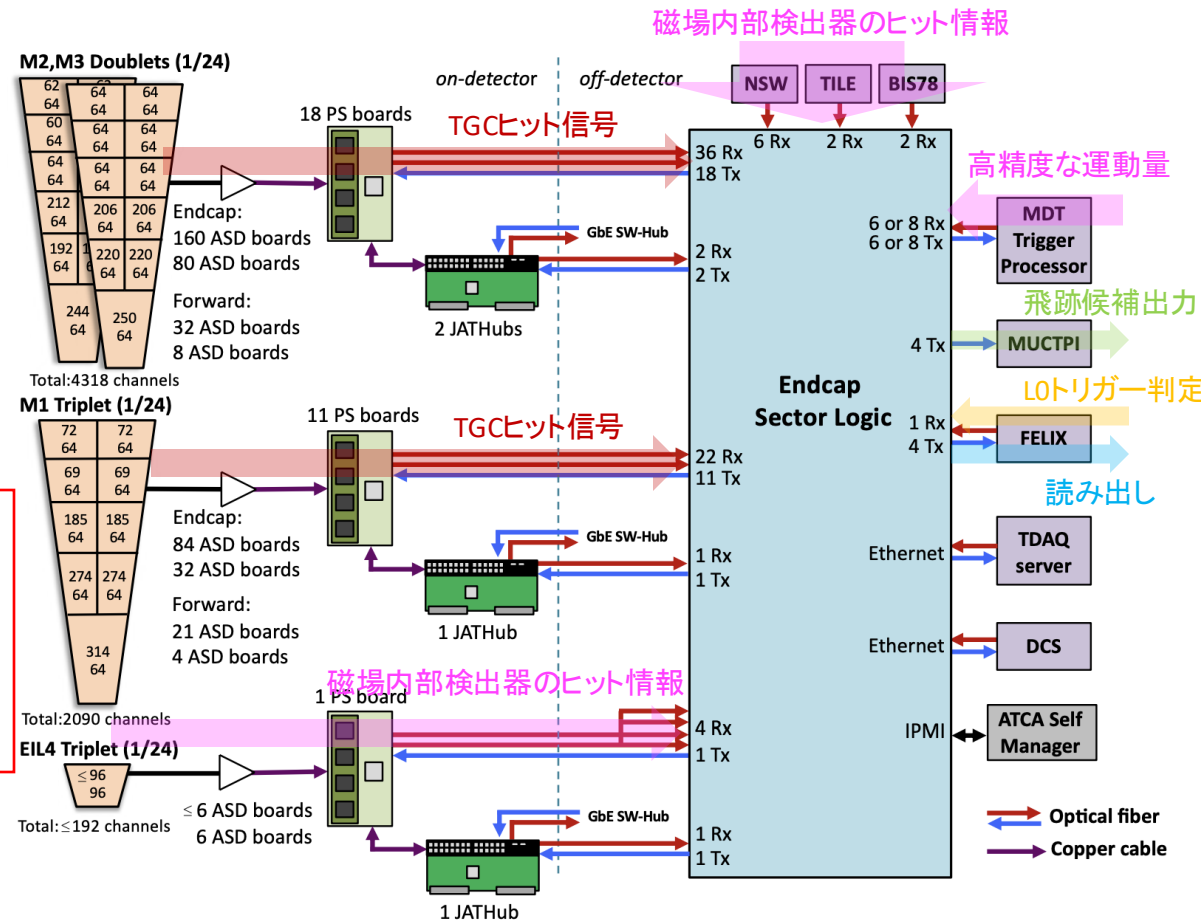 磁場内部検出器のヒット情報
M2,M3 Doublets (1/24)
on-detector
off-detector
NSW
TILE
BIS78
6 Rx
2 Rx
2 Rx
62
64
60
64
64
64
212
64
192
64
244
64
64
64
64
64
64
64
64
64
64
64
64
64
206
64
206
64
220
64
220
64
250
64
Total:4318 channels
Endcap:
160 ASD boards
80 ASD boards
Forward:
32 ASD boards
8 ASD boards
18 PS boards
TGCヒット信号
36 Rx
18 Tx
GbE SW-Hub
2 Rx
2 Tx
2 JATHubs
M1 Triplet (1/24)
72
64
72
64
69
64
69
64
185
64
185
64
274
64
274
64
314
64
Total:2090 channels
Endcap:
84 ASD boards
32 ASD boards
Forward:
21 ASD boards
4 ASD boards
11 PS boards
TGCヒット信号
22 Rx
11 Tx
GbE SW-Hub
1 Rx
1 Tx
1 JATHub
磁場内部検出器のヒット情報
1 PS board
EIL4 Triplet (1/24)
≤96
96
Total:≤192 channels
≤6 ASD boards
6 ASD boards
4 Rx
1 Tx
GbE SW-Hub
1 Rx
1 Tx
1 JATHub
Endcap
Sector Logic
高精度な運動量
6 or 8 Rx
6 or 8 Tx
MDT
Trigger
Processor
飛跡候補出力
4 Tx
MUCTPI
L0トリガー判定
1 Rx
4 Tx
FELIX
読み出し
Ethernet
TDAQ
server
Ethernet
DCS
IPMI
ATCA Self
Manager
Optical fiber
Copper cable